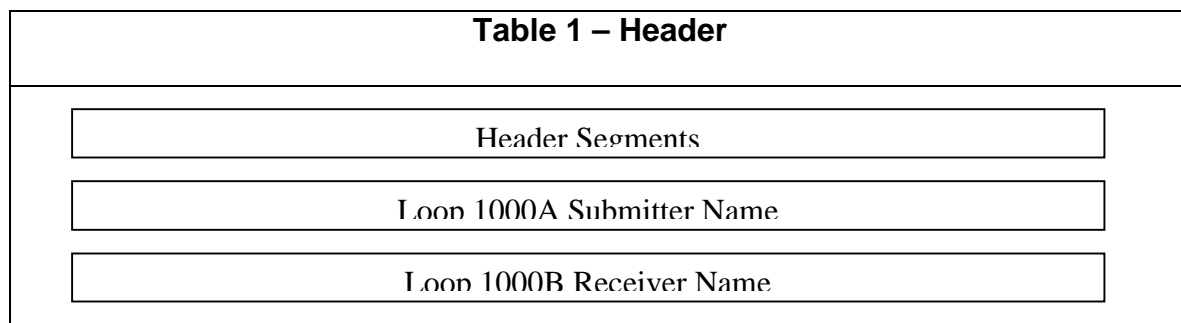 Table 1 – Header
Header Segments
Loop 1000A Submitter Name
Loop 1000B Receiver Name